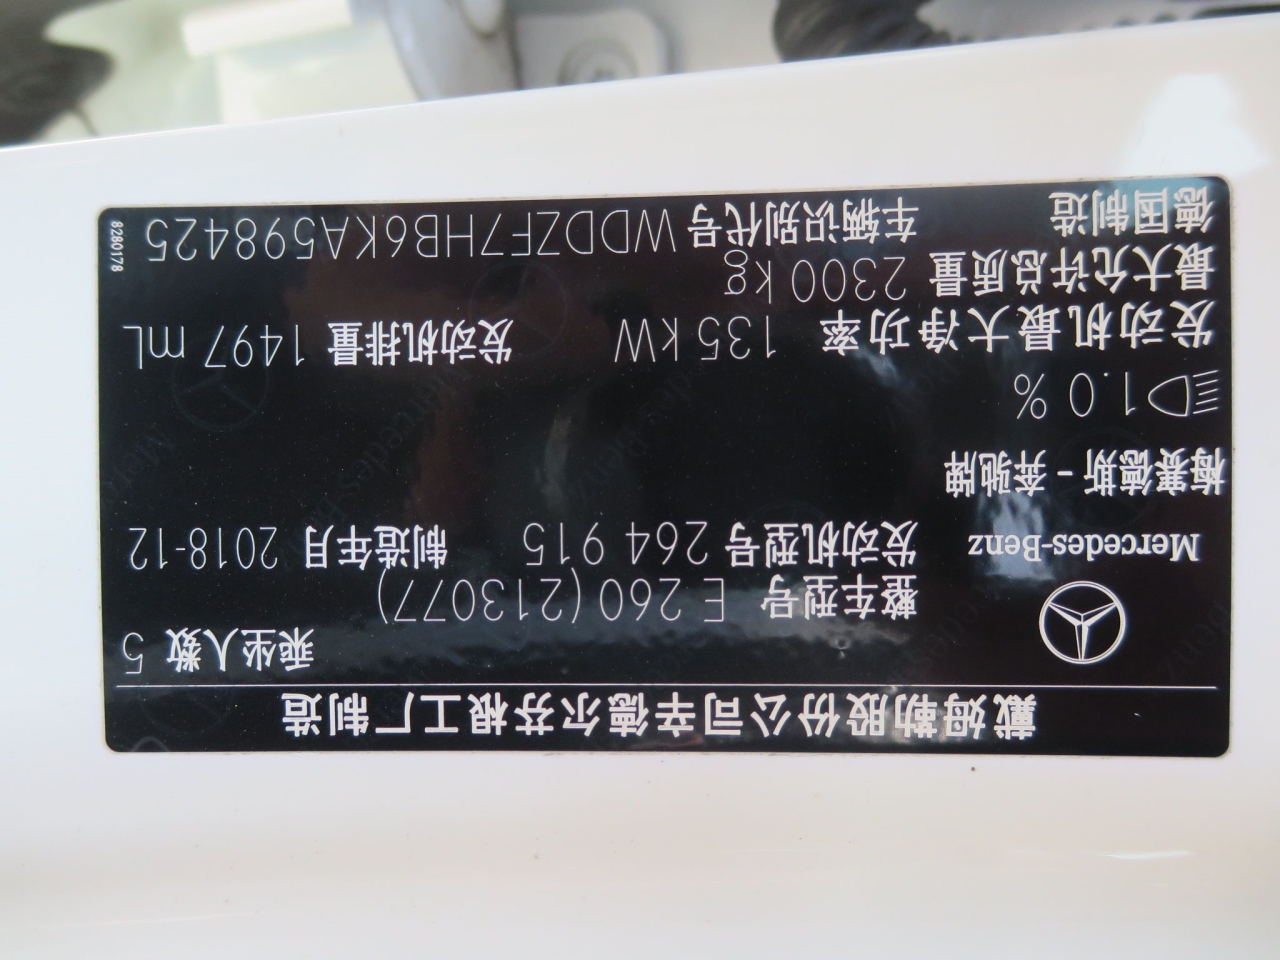 戴姆勒股份公司辛德尔芬根工厂制造
乘坐人数 5
整车型号 E 260 (213077)
Mercedes-Benz 发动机型号 264 915 制造年月 2018-12
梅赛德斯 - 奔驰牌
1.0 %
发动机最大净功率 135 kW 发动机排量 1497 mL
最大允许总质量 2300 kg
德国制造 车辆识别代号 WDDZF7HB6KA598425
8280178